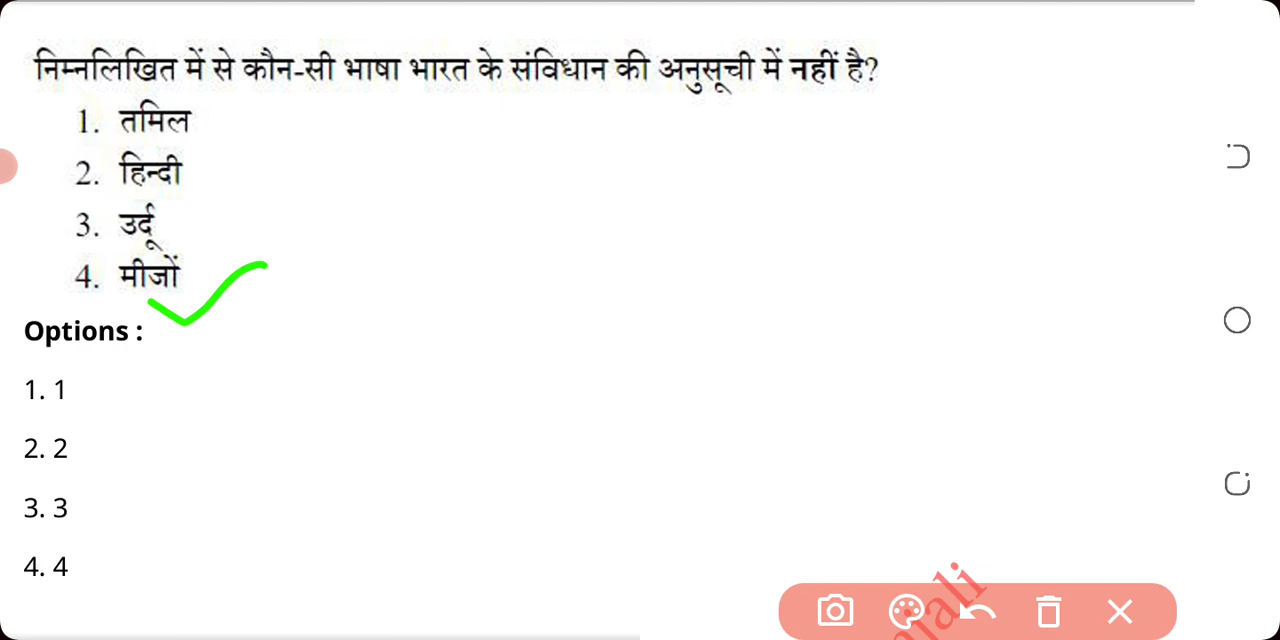 निम्नलिखित में से कौन-सी भाषा भारत के संविधान की अनुसूची में नहीं है?
1. तमिल
2. हिन्दी
3. उर्दू
4. मीजों
Options :
1. 1
2. 2
3. 3
4. 4